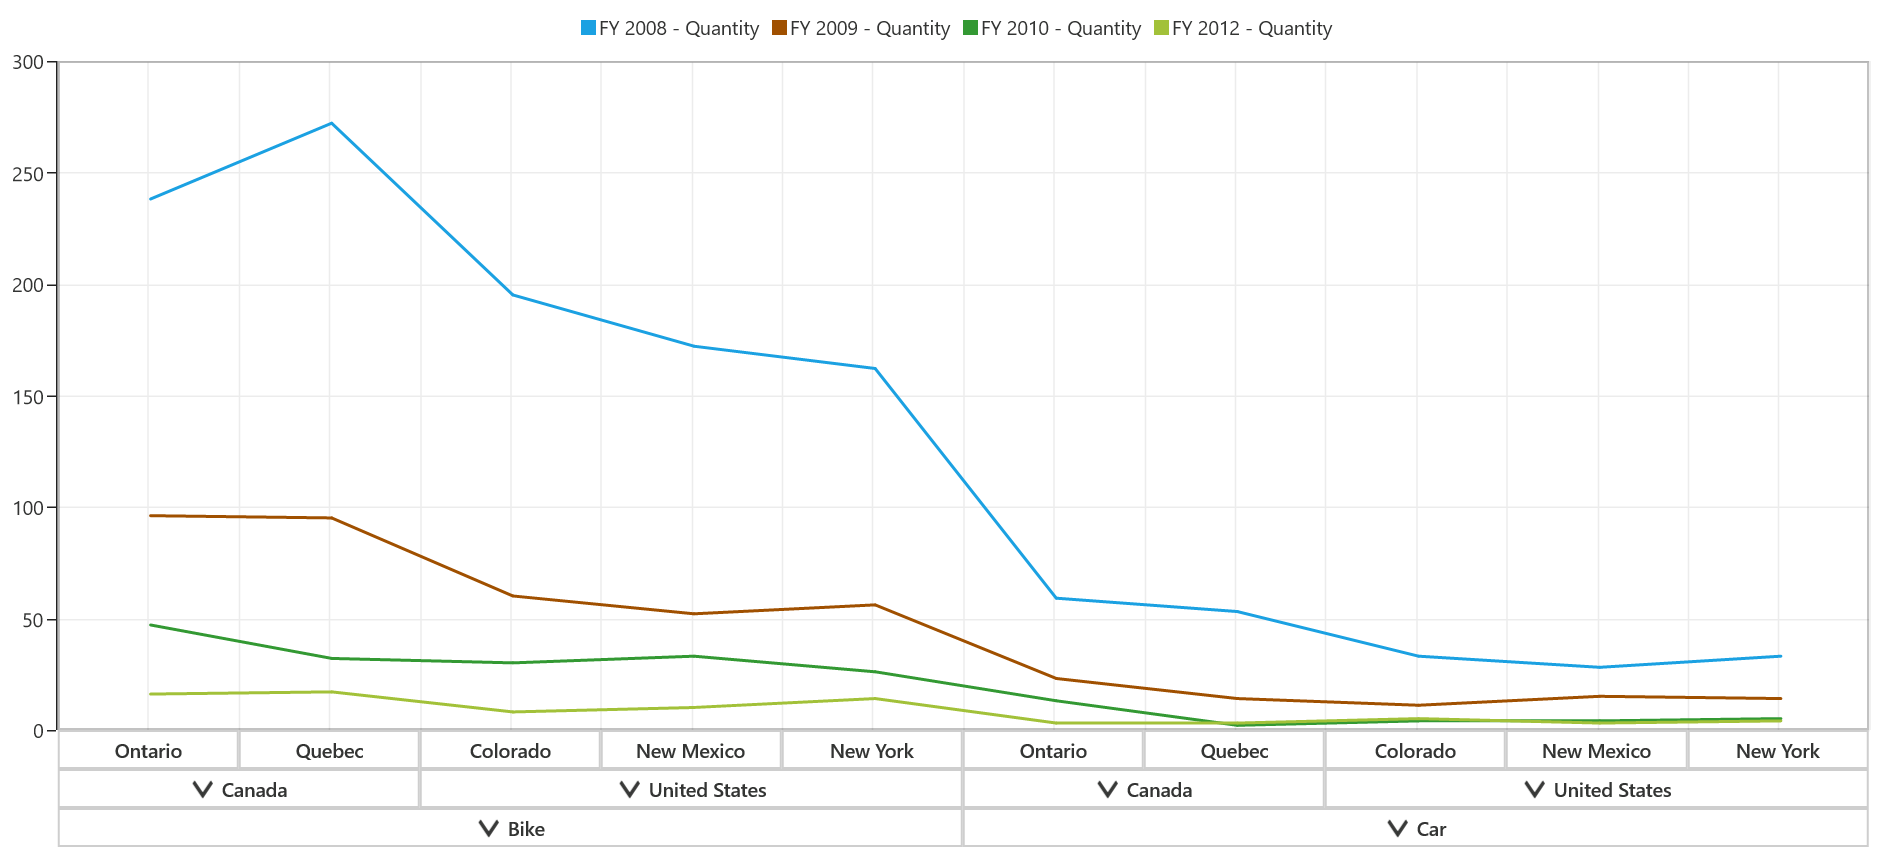 FY 2008 - Quantity FY 2009 - Quantity FY 2010 - Quantity FY 2012 - Quantity
300
250
200
150
100
50
0
Ontario Quebec Colorado New Mexico New York Ontario Quebec Colorado New Mexico New York
Canada United States Canada United States
Bike Car